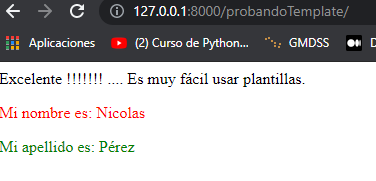 127.0.0.1:8000/probandoTemplate/
Aplicaciones (2) Curso de Python... GMDSS Med
Excelente !!!!!!! .... Es muy fácil usar plantillas.
Mi nombre es: Nicolas
Mi apellido es: Pérez